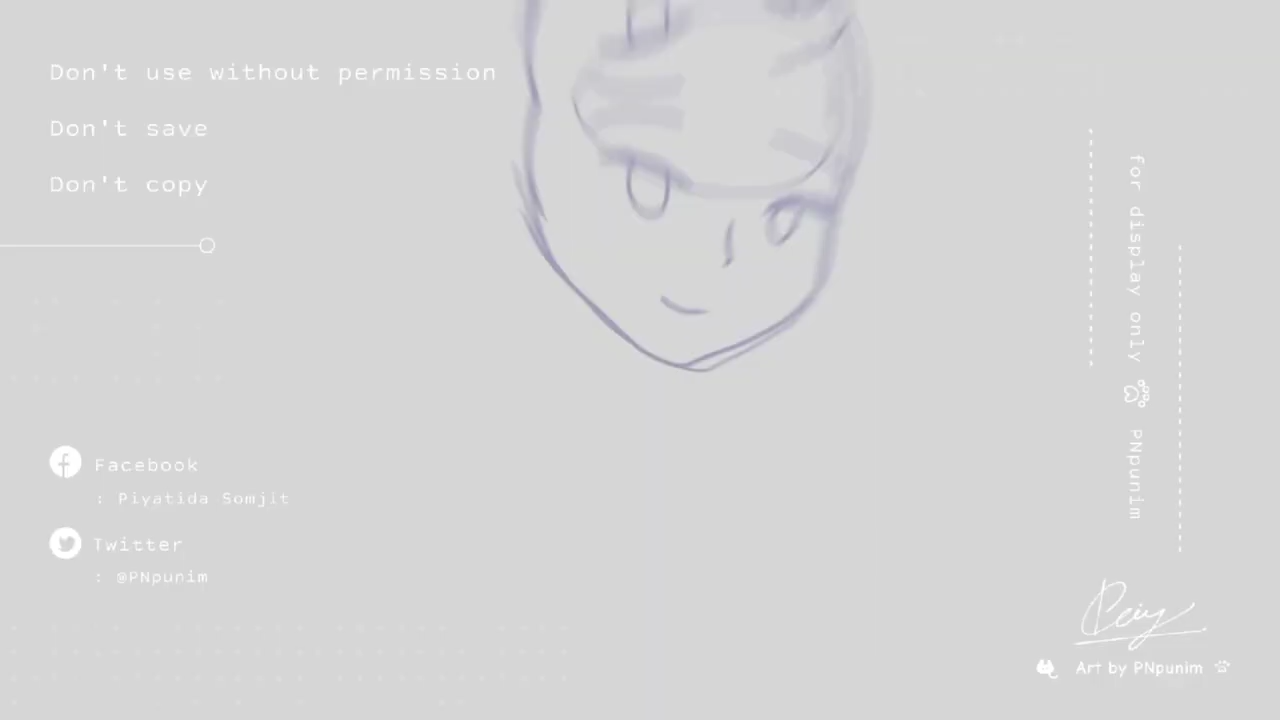 Don't use without permission
Don't save
Don't copy
Facebook
: Piyatida Somjit
Twitter
: @PNpunim
for display only
PNpunim
Peiy
Art by PNpunim